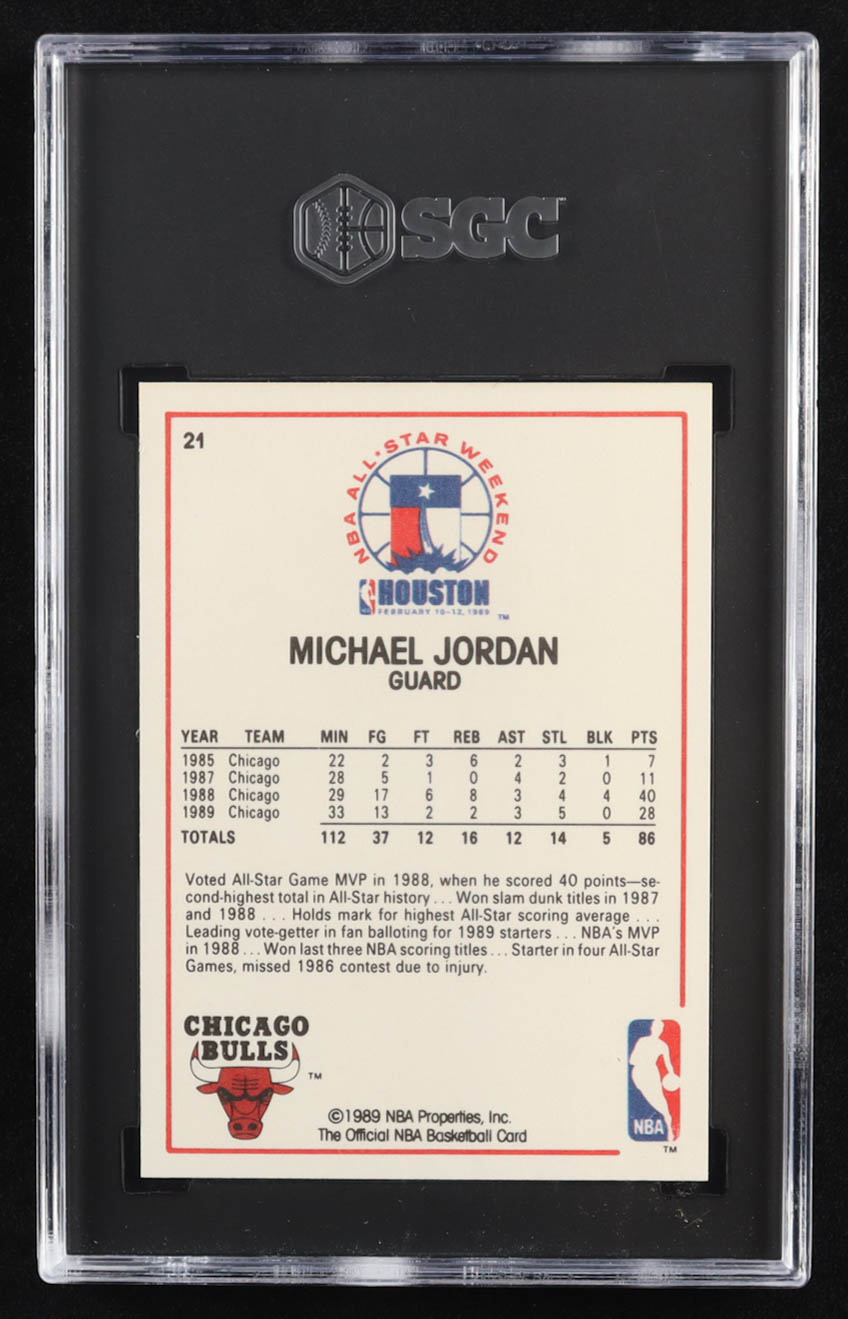 SGC
21
NBA ALL·STAR WEEKEND
HOUSTON
FEBRUARY 10-12, 1989 ™
MICHAEL JORDAN
GUARD
YEAR TEAM MIN FG FT REB AST STL BLK PTS
1985 Chicago 22 2 3 6 2 3 1 7
1987 Chicago 28 5 1 0 4 2 0 11
1988 Chicago 29 17 6 8 3 4 4 40
1989 Chicago 33 13 2 2 3 5 0 28
TOTALS 112 37 12 16 12 14 5 86
Voted All-Star Game MVP in 1988, when he scored 40 points—se-
cond-highest total in All-Star history . . . Won slam dunk titles in 1987
and 1988 . . . Holds mark for highest All-Star scoring average . . .
Leading vote-getter in fan balloting for 1989 starters . . . NBA's MVP
in 1988 . . . Won last three NBA scoring titles . . . Starter in four All-Star
Games, missed 1986 contest due to injury.
CHICAGO
BULLS
™
©1989 NBA Properties, Inc.
The Official NBA Basketball Card
NBA
™